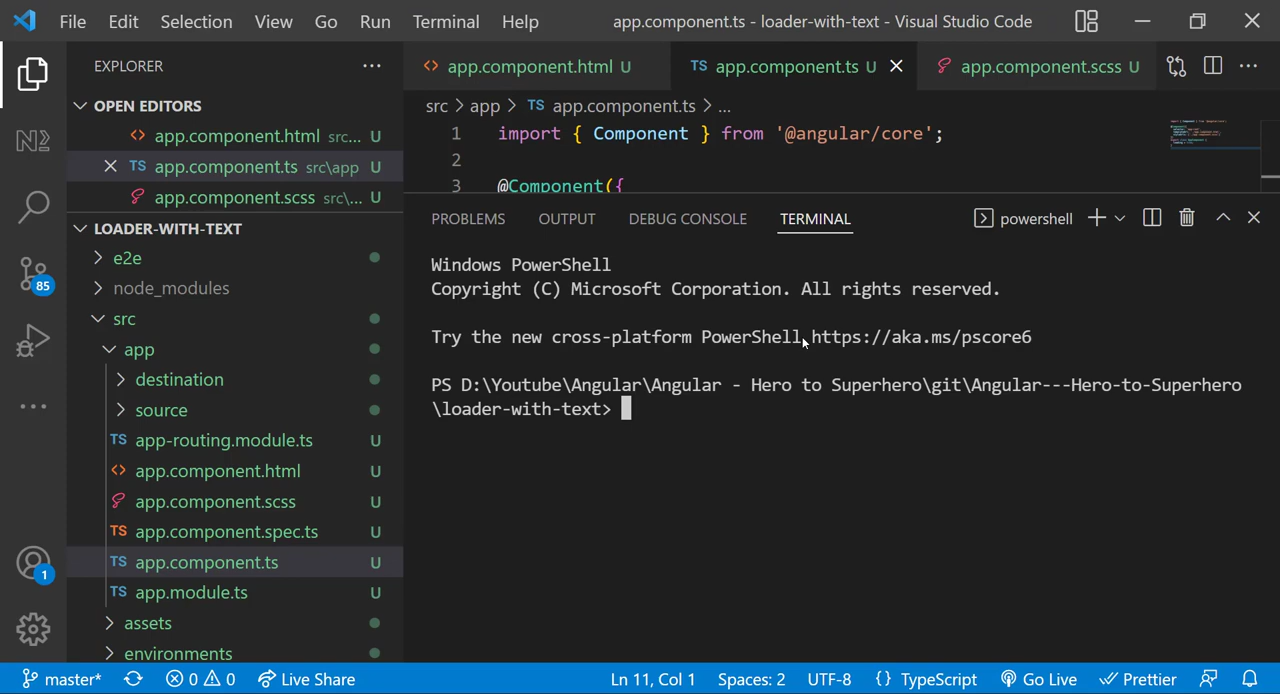 File Edit Selection View Go Run Terminal Help app.component.ts - loader-with-text - Visual Studio Code
EXPLORER
OPEN EDITORS
app.component.html src... U
app.component.ts src\app U
app.component.scss src\... U
LOADER-WITH-TEXT
e2e
node_modules
src
app
destination
source
TS app-routing.module.ts U
app.component.html U
app.component.scss U
TS app.component.spec.ts U
TS app.component.ts U
TS app.module.ts U
assets
environments
85
1
app.component.html U TS app.component.ts U app.component.scss U
src > app > TS app.component.ts > ...
1 import { Component } from '@angular/core';
2
3 @Component({
PROBLEMS OUTPUT DEBUG CONSOLE TERMINAL powershell
Windows PowerShell
Copyright (C) Microsoft Corporation. All rights reserved.
Try the new cross-platform PowerShell https://aka.ms/pscore6
PS D:\Youtube\Angular\Angular - Hero to Superhero\git\Angular---Hero-to-Superhero
\loader-with-text>
master* 0 0 Live Share Ln 11, Col 1 Spaces: 2 UTF-8 {} TypeScript Go Live Prettier